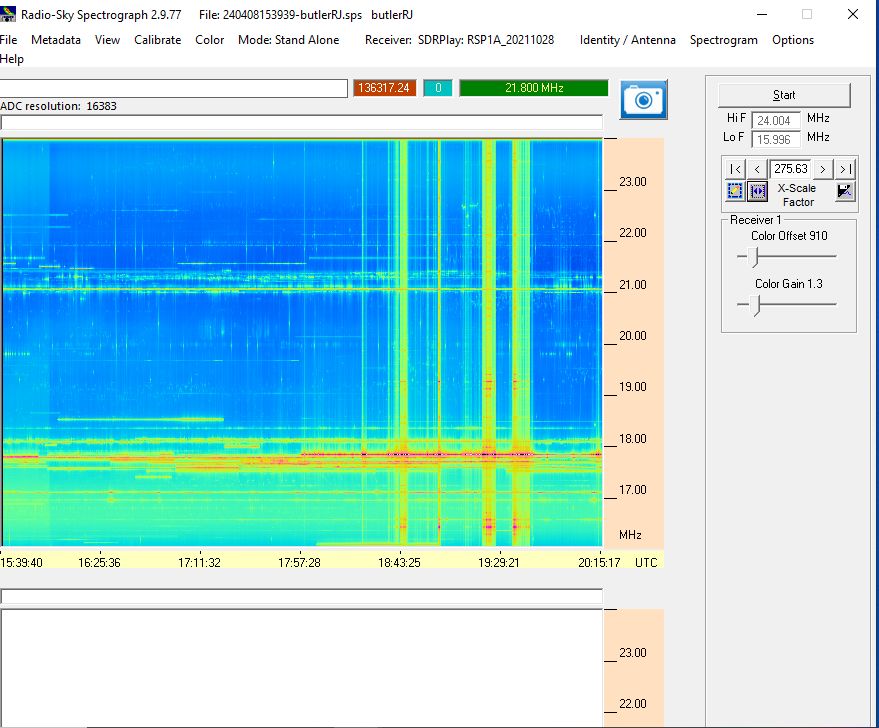 Radio-Sky Spectrograph 2.9.77 File: 240408153939-butlerRJ.sps butlerRJ
File Metadata View Calibrate Color Mode: Stand Alone Receiver: SDRPlay: RSP1A_20211028 Identity / Antenna Spectrogram Options
Help
136317.24 0 21.800 MHz
ADC resolution: 16383
Start
Hi F 24.004 MHz
Lo F 15.996 MHz
|< < 275.63 > >|
X-Scale
Factor
Receiver 1
Color Offset 910
Color Gain 1.3
23.00
22.00
21.00
20.00
19.00
18.00
17.00
MHz
15:39:40 16:25:36 17:11:32 17:57:28 18:43:25 19:29:21 20:15:17 UTC
23.00
22.00